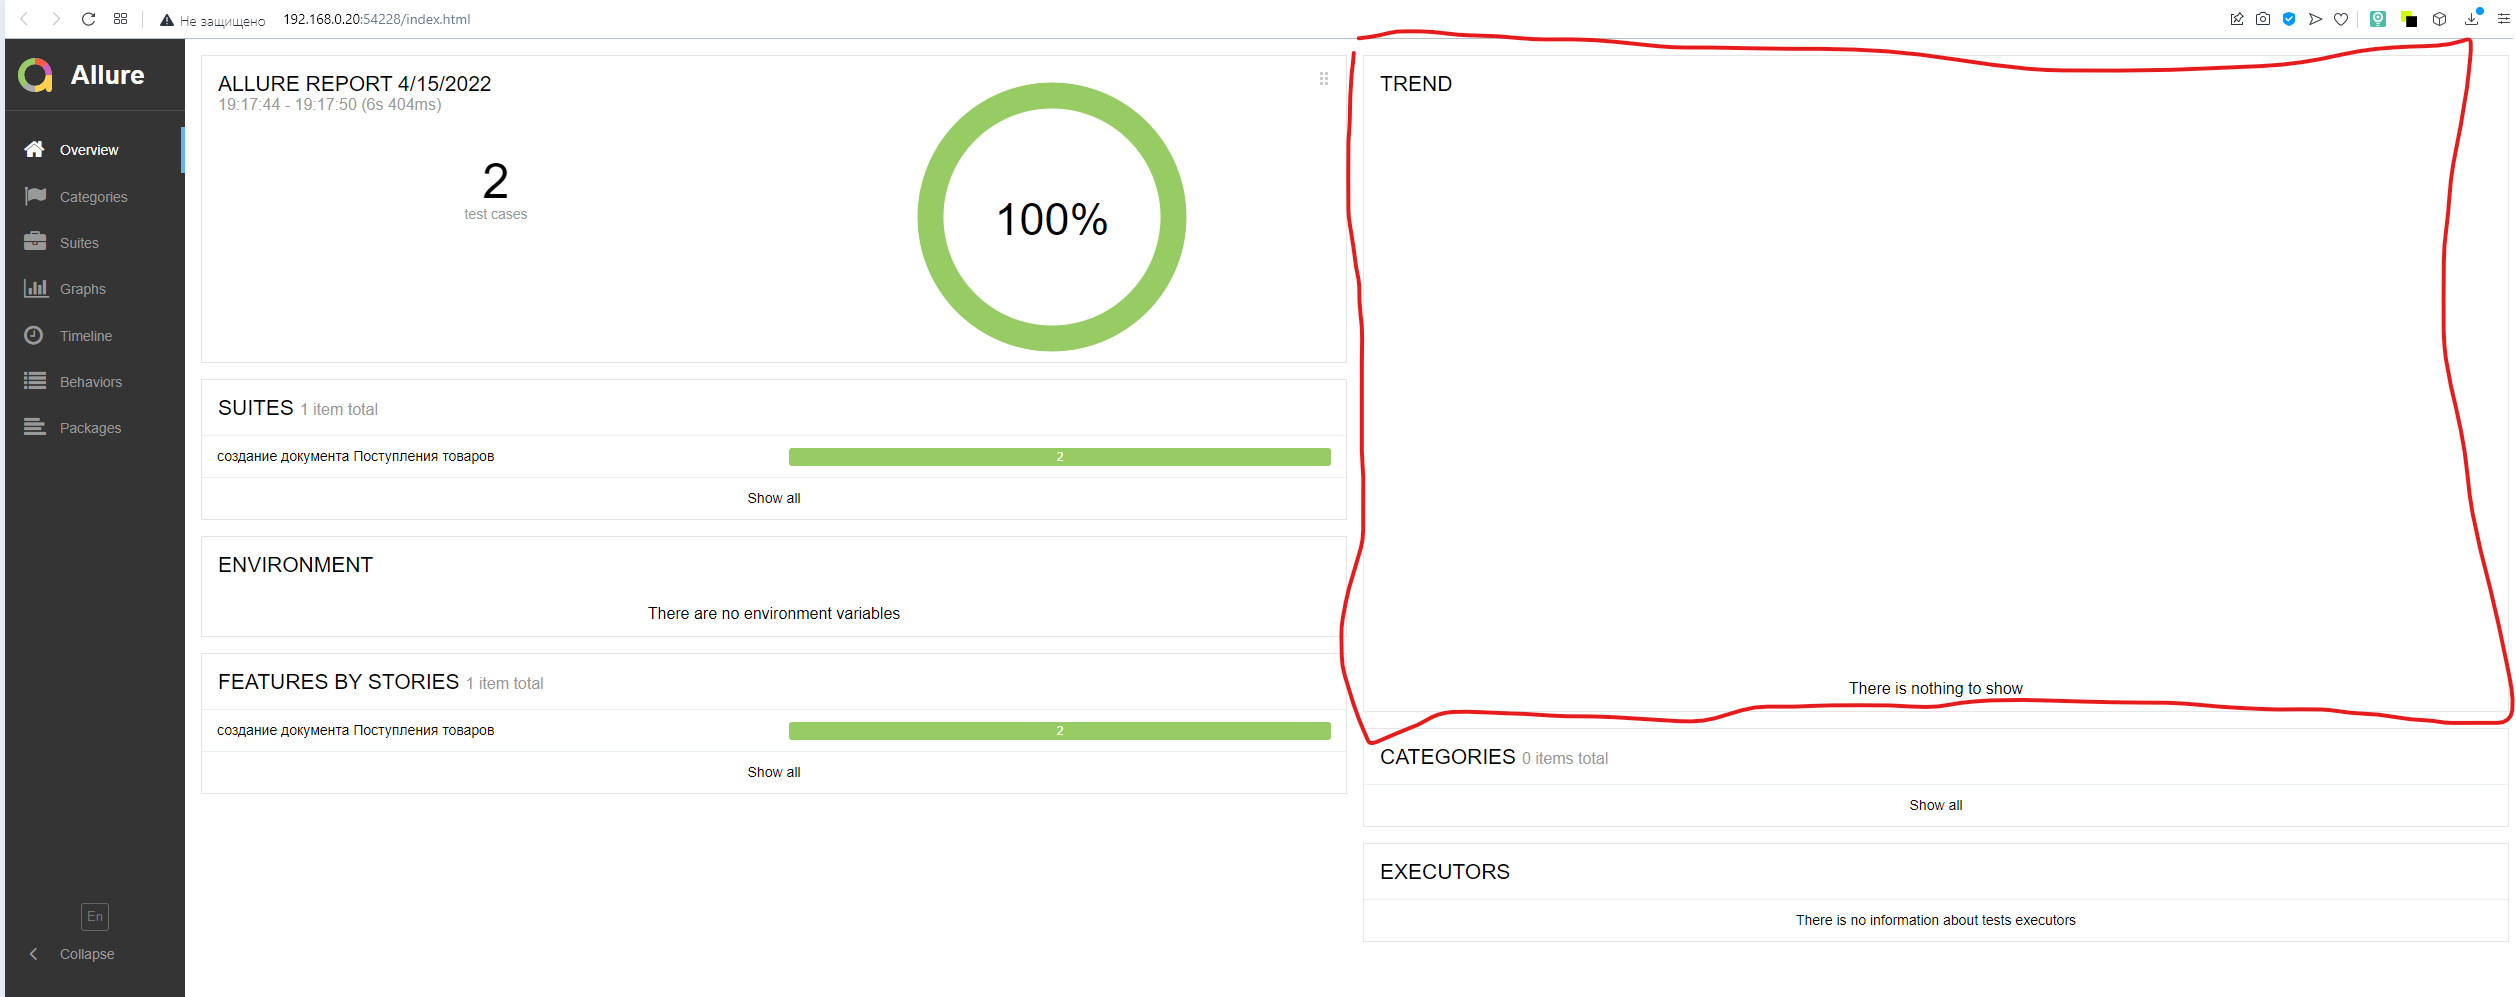 Не защищено 192.168.0.20:54228/index.html
Allure
Overview
Categories
Suites
Graphs
Timeline
Behaviors
Packages
En
Collapse
ALLURE REPORT 4/15/2022
19:17:44 - 19:17:50 (6s 404ms)
2
test cases
100%
SUITES 1 item total
создание документа Поступления товаров 2
Show all
ENVIRONMENT
There are no environment variables
FEATURES BY STORIES 1 item total
создание документа Поступления товаров 2
Show all
TREND
There is nothing to show
CATEGORIES 0 items total
Show all
EXECUTORS
There is no information about tests executors